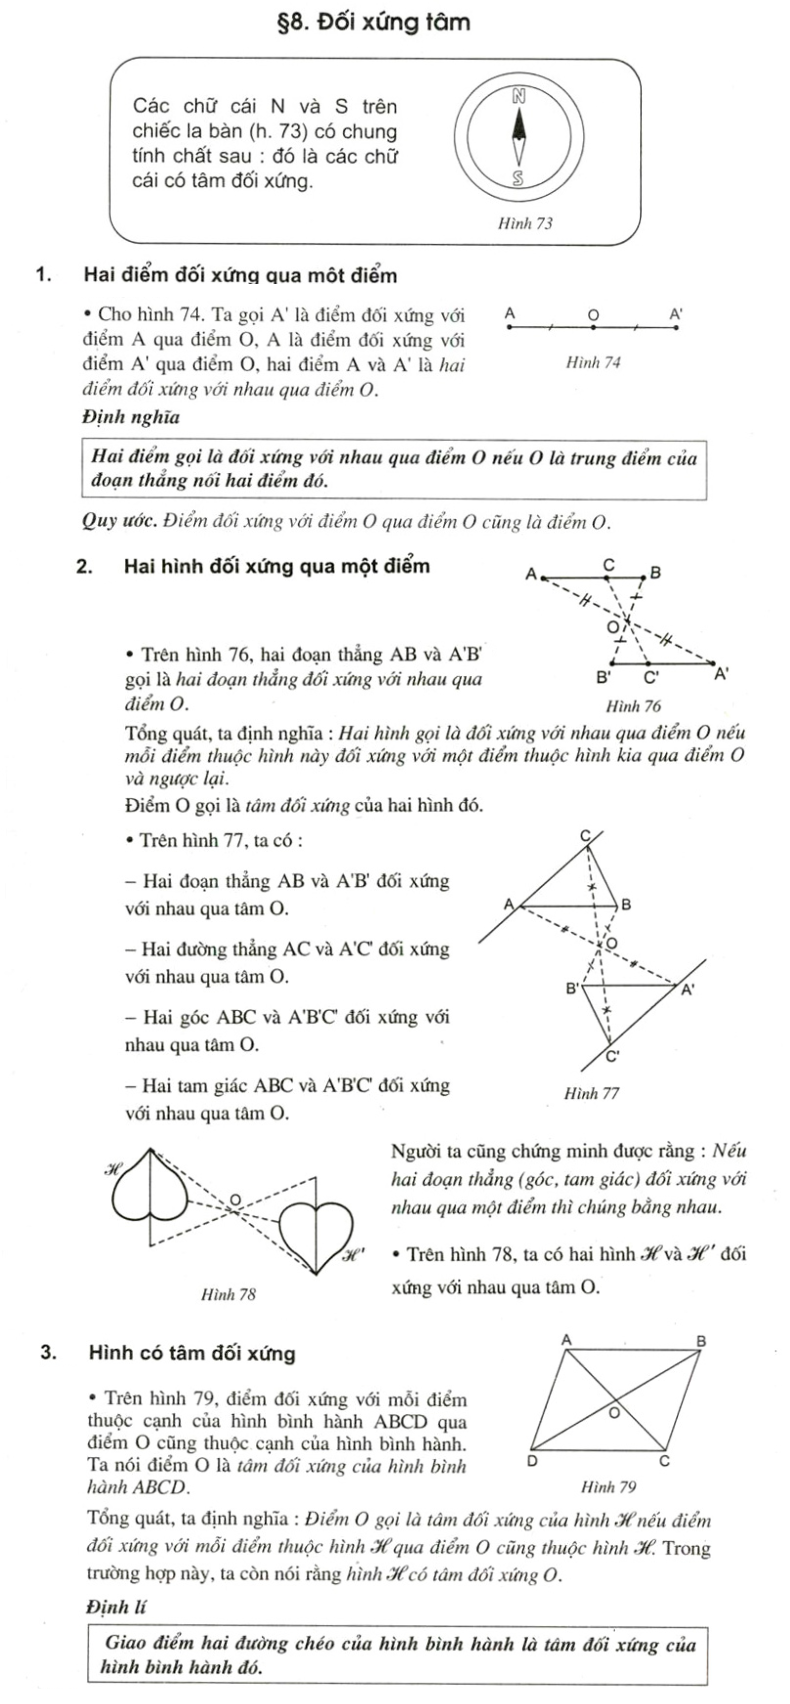 §8. Đối xứng tâm
Các chữ cái N và S trên
chiếc la bàn (h. 73) có chung
tính chất sau : đó là các chữ
cái có tâm đối xứng.
N
S
Hình 73
1. Hai điểm đối xứng qua một điểm
• Cho hình 74. Ta gọi A' là điểm đối xứng với
điểm A qua điểm O, A là điểm đối xứng với
điểm A' qua điểm O, hai điểm A và A' là hai
điểm đối xứng với nhau qua điểm O.
A O A'
Hình 74
Định nghĩa
Hai điểm gọi là đối xứng với nhau qua điểm O nếu O là trung điểm của
đoạn thẳng nối hai điểm đó.
Quy ước. Điểm đối xứng với điểm O qua điểm O cũng là điểm O.
2. Hai hình đối xứng qua một điểm
A C B
O
B' C' A'
Hình 76
• Trên hình 76, hai đoạn thẳng AB và A'B'
gọi là hai đoạn thẳng đối xứng với nhau qua
điểm O.
Tổng quát, ta định nghĩa : Hai hình gọi là đối xứng với nhau qua điểm O nếu
mỗi điểm thuộc hình này đối xứng với một điểm thuộc hình kia qua điểm O
và ngược lại.
Điểm O gọi là tâm đối xứng của hai hình đó.
• Trên hình 77, ta có :
– Hai đoạn thẳng AB và A'B' đối xứng
với nhau qua tâm O.
– Hai đường thẳng AC và A'C' đối xứng
với nhau qua tâm O.
– Hai góc ABC và A'B'C' đối xứng với
nhau qua tâm O.
– Hai tam giác ABC và A'B'C' đối xứng
với nhau qua tâm O.
C
A B
O
B' A'
C'
Hình 77
ℋ
O
ℋ'
Hình 78
Người ta cũng chứng minh được rằng : Nếu
hai đoạn thẳng (góc, tam giác) đối xứng với
nhau qua một điểm thì chúng bằng nhau.
• Trên hình 78, ta có hai hình ℋ và ℋ' đối
xứng với nhau qua tâm O.
3. Hình có tâm đối xứng
• Trên hình 79, điểm đối xứng với mỗi điểm
thuộc cạnh của hình bình hành ABCD qua
điểm O cũng thuộc cạnh của hình bình hành.
Ta nói điểm O là tâm đối xứng của hình bình
hành ABCD.
A B
O
D C
Hình 79
Tổng quát, ta định nghĩa : Điểm O gọi là tâm đối xứng của hình ℋ nếu điểm
đối xứng với mỗi điểm thuộc hình ℋ qua điểm O cũng thuộc hình ℋ. Trong
trường hợp này, ta còn nói rằng hình ℋ có tâm đối xứng O.
Định lí
Giao điểm hai đường chéo của hình bình hành là tâm đối xứng của
hình bình hành đó.